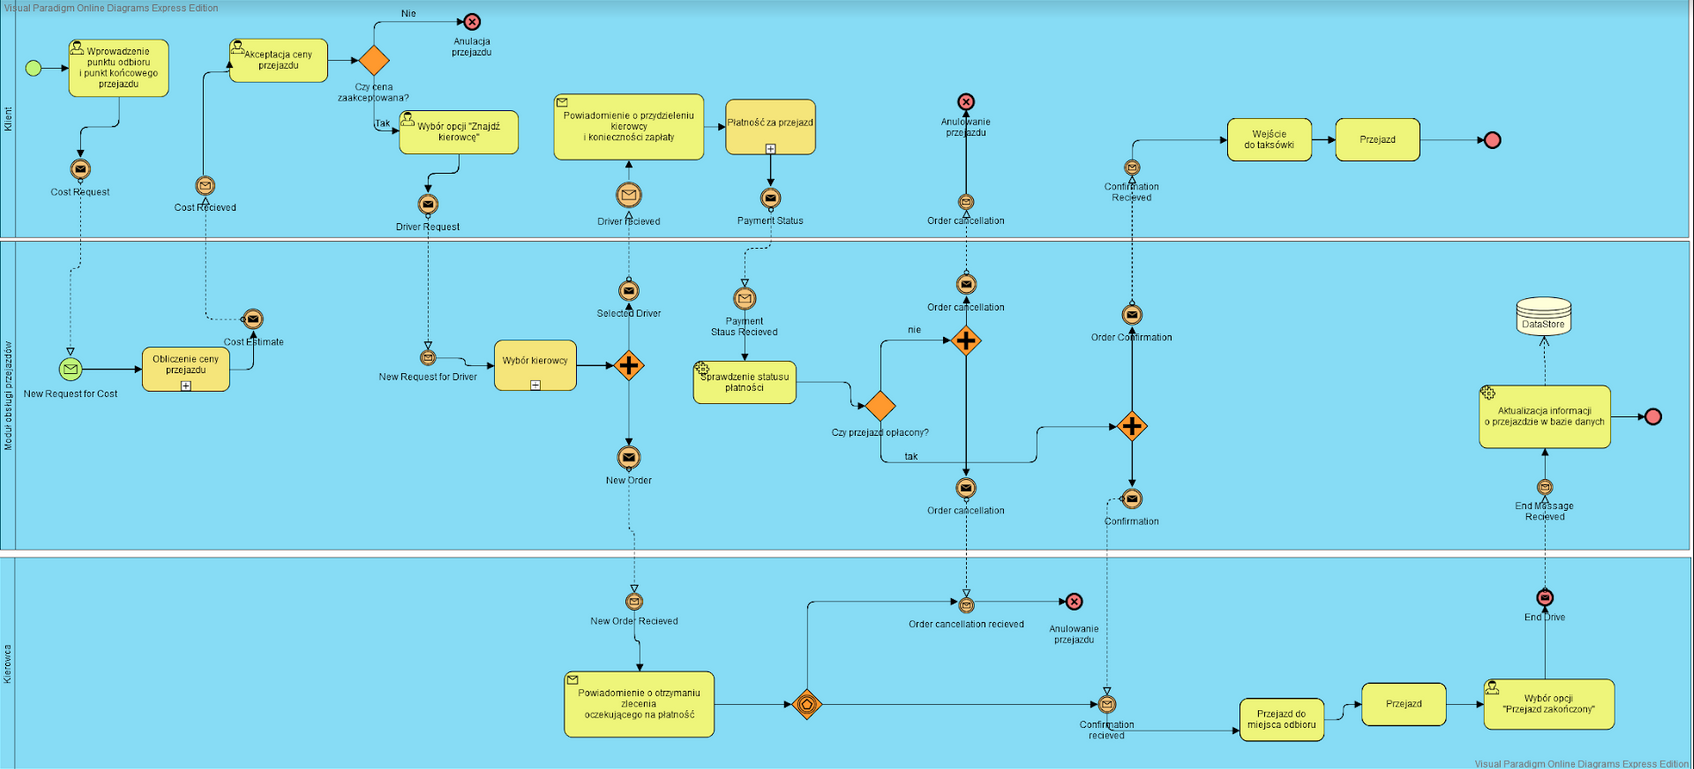 Visual Paradigm Online Diagrams Express Edition
Klient
Wprowadzenie
punktu odbioru
i punkt końcowego
przejazdu
Cost Request
Akceptacja ceny
przejazdu
Cost Recieved
Nie
Anulacja
przejazdu
Czy cena
zaakceptowana?
Tak
Wybór opcji "Znajdź
kierowcę"
Driver Request
Powiadomienie o przydzieleniu
kierowcy
i konieczności zapłaty
Driver recieved
Płatność za przejazd
Payment Status
Anulowanie
przejazdu
Order cancellation
Confirmation
Recieved
Wejście
do taksówki
Przejazd
Moduł obsługi przejazdów
New Request for Cost
Obliczenie ceny
przejazdu
Cost Estimate
New Request for Driver
Wybór kierowcy
Selected Driver
New Order
Payment
Staus Recieved
Sprawdzenie statusu
płatności
Czy przejazd opłacony?
nie
tak
Order cancellation
Order cancellation
Order Confirmation
Confirmation
DataStore
Aktualizacja informacji
o przejeździe w bazie danych
End Message
Recieved
Kierowca
New Order Recieved
Powiadomienie o otrzymaniu
zlecenia
oczekującego na płatność
Order cancellation recieved
Anulowanie
przejazdu
Confirmation
recieved
Przejazd do
miejsca odbioru
Przejazd
Wybór opcji
"Przejazd zakończony"
End Drive
Visual Paradigm Online Diagrams Express Edition